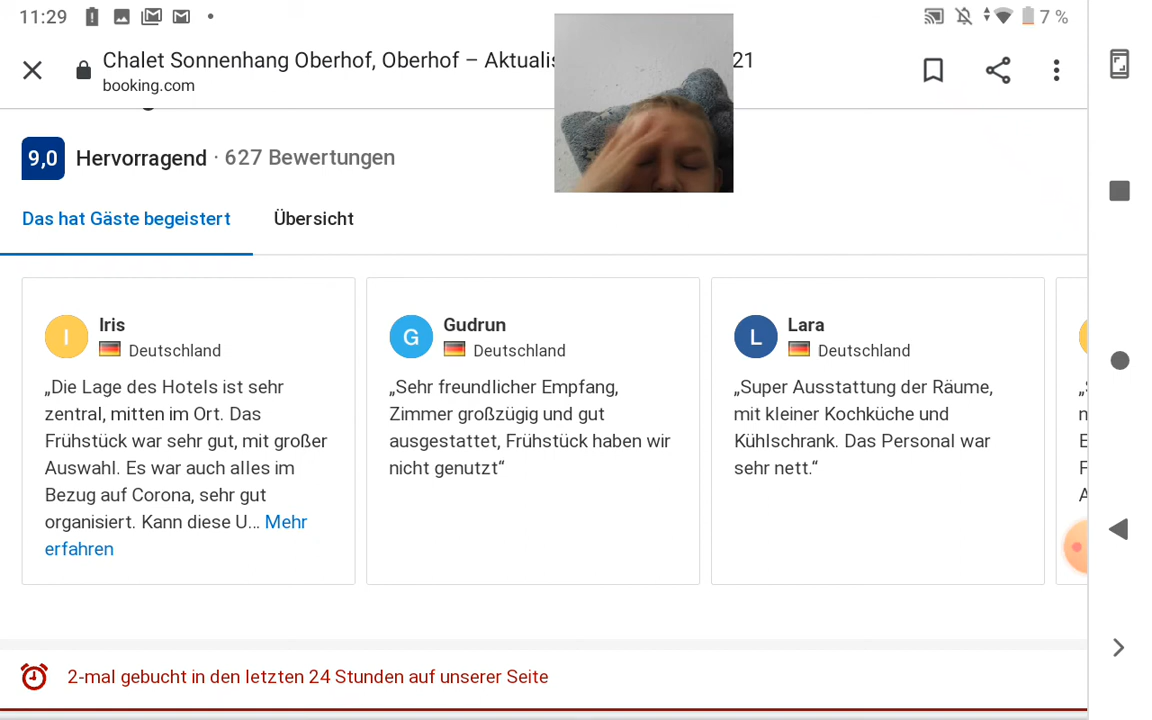 11:29
7 %
Chalet Sonnenhang Oberhof, Oberhof – Aktualis
21
booking.com
9,0 Hervorragend · 627 Bewertungen
Das hat Gäste begeistert
Übersicht
I
Iris
Deutschland
„Die Lage des Hotels ist sehr
zentral, mitten im Ort. Das
Frühstück war sehr gut, mit großer
Auswahl. Es war auch alles im
Bezug auf Corona, sehr gut
organisiert. Kann diese U... Mehr
erfahren
G
Gudrun
Deutschland
„Sehr freundlicher Empfang,
Zimmer großzügig und gut
ausgestattet, Frühstück haben wir
nicht genutzt“
L
Lara
Deutschland
„Super Ausstattung der Räume,
mit kleiner Kochküche und
Kühlschrank. Das Personal war
sehr nett.“
2-mal gebucht in den letzten 24 Stunden auf unserer Seite